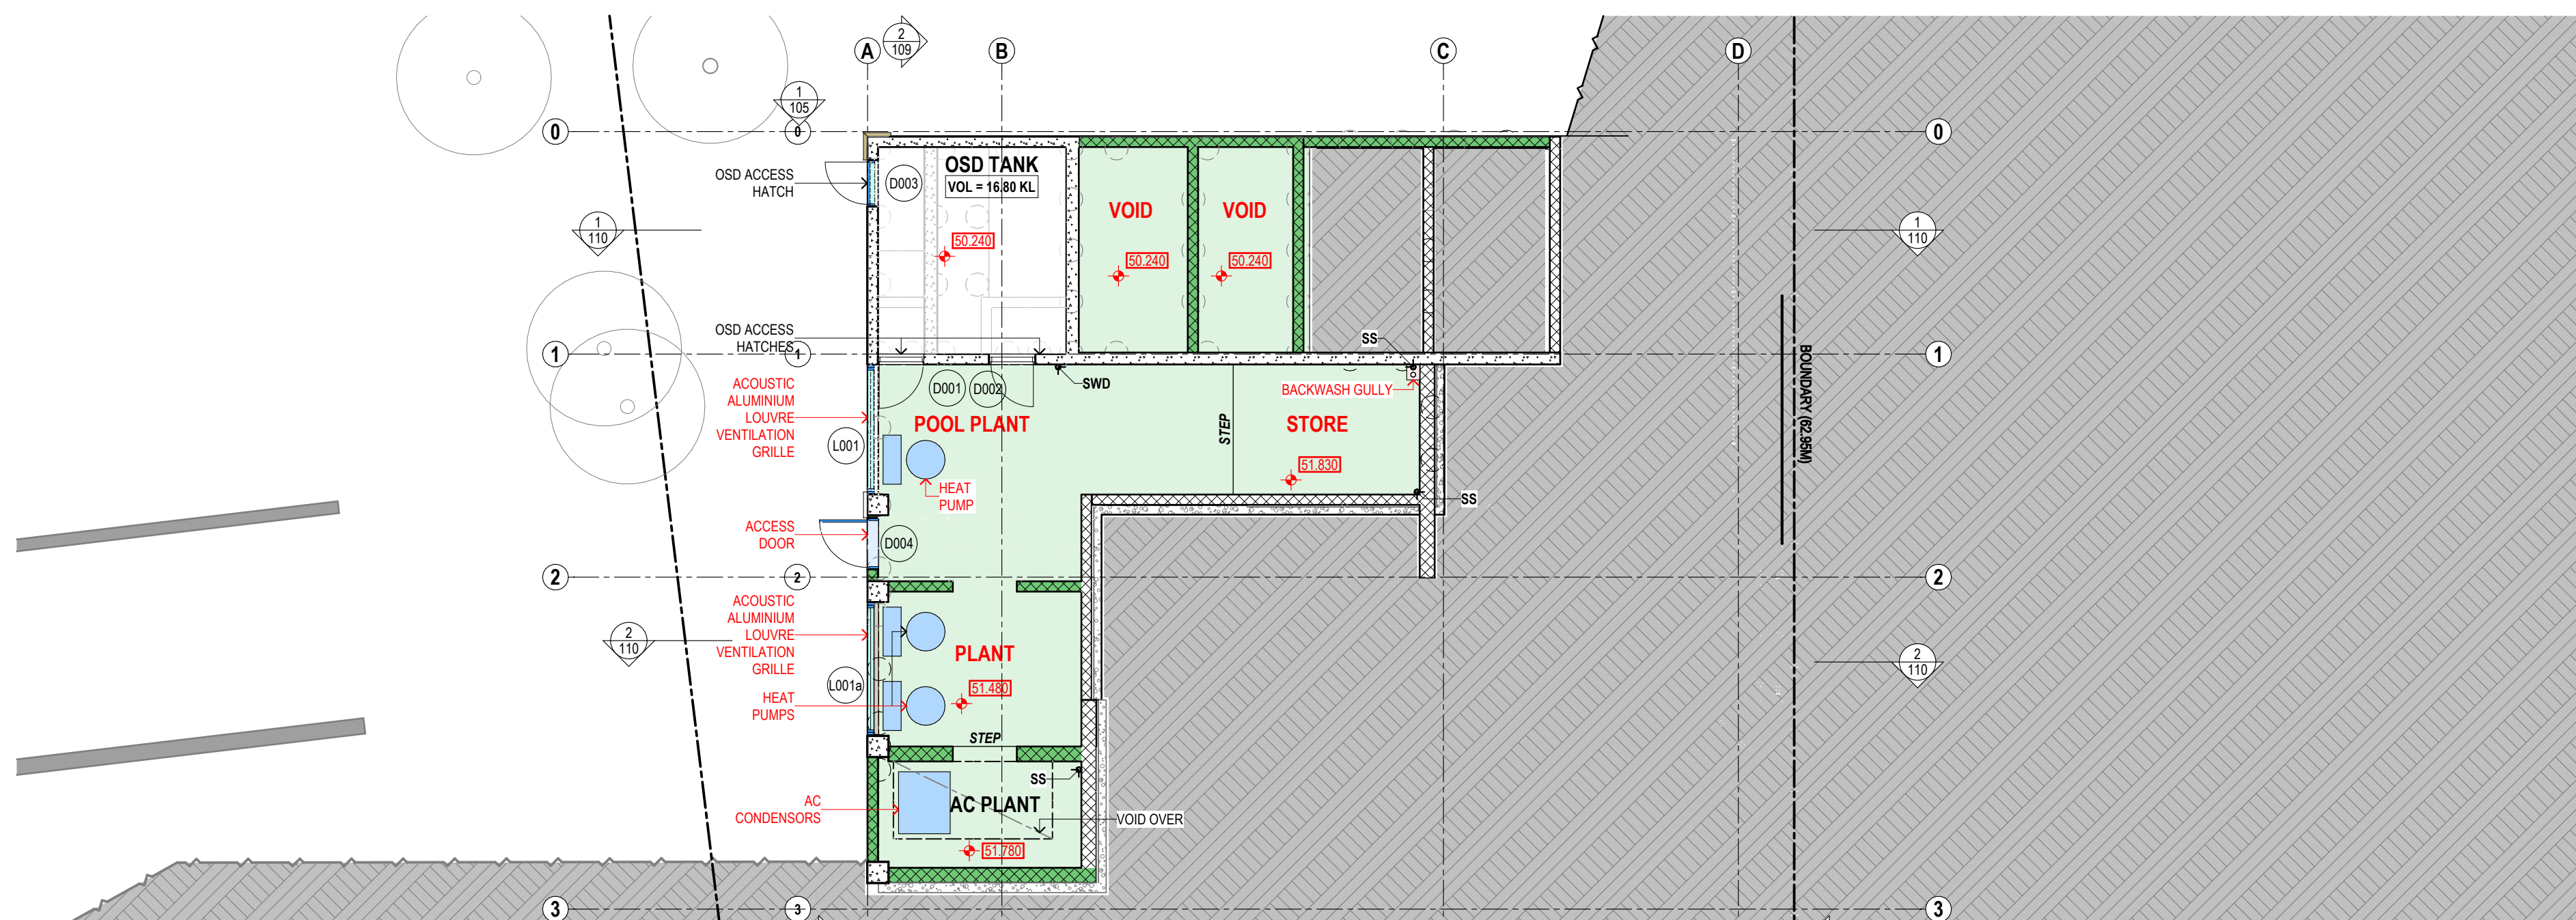 A
2
109
B
C
D
1
105
0
0
0
OSD ACCESS
HATCH
D003
OSD TANK
VOL = 16.80 KL
VOID
VOID
1
110
1
110
50.240
50.240
50.240
OSD ACCESS
HATCHES
SS
1
1
1
BOUNDARY (62.95M)
ACOUSTIC
ALUMINIUM
LOUVRE
VENTILATION
GRILLE
D001
D002
SWD
BACKWASH GULLY
POOL PLANT
STEP
STORE
L001
51.830
HEAT
PUMP
SS
ACCESS
DOOR
D004
2
2
2
ACOUSTIC
ALUMINIUM
LOUVRE
VENTILATION
GRILLE
2
110
2
110
PLANT
L001a
51.480
HEAT
PUMPS
STEP
SS
AC
CONDENSORS
AC PLANT
VOID OVER
51.780
3
3
3